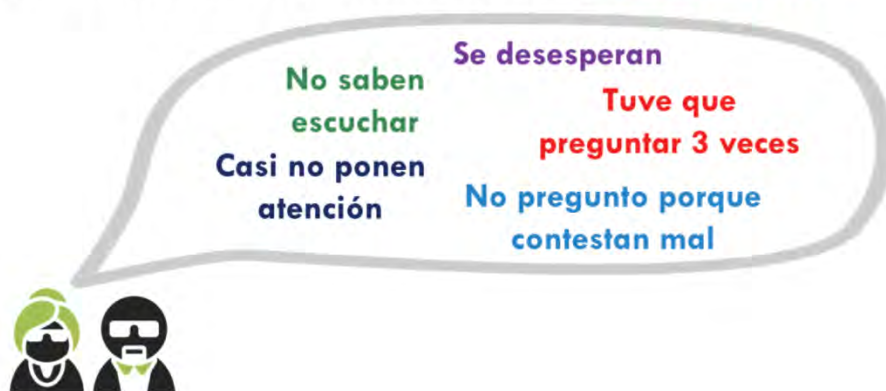 Se desesperan
No saben
escuchar
Tuve que
preguntar 3 veces
Casi no ponen
atención
No pregunto porque
contestan mal